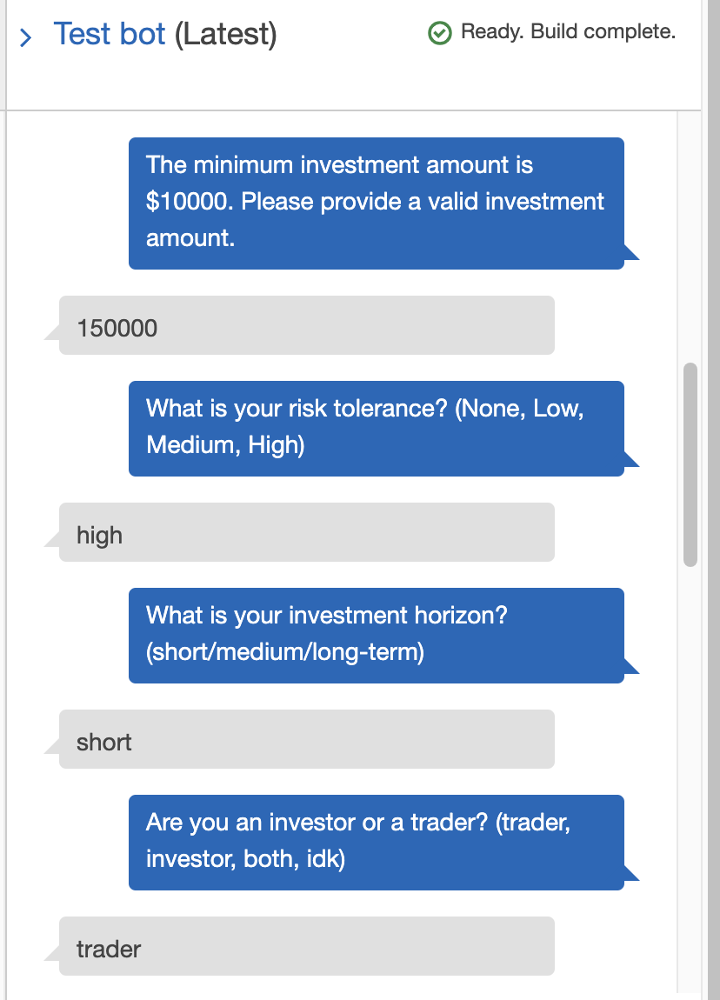 Test bot (Latest)
Ready. Build complete.
The minimum investment amount is
$10000. Please provide a valid investment
amount.
150000
What is your risk tolerance? (None, Low,
Medium, High)
high
What is your investment horizon?
(short/medium/long-term)
short
Are you an investor or a trader? (trader,
investor, both, idk)
trader